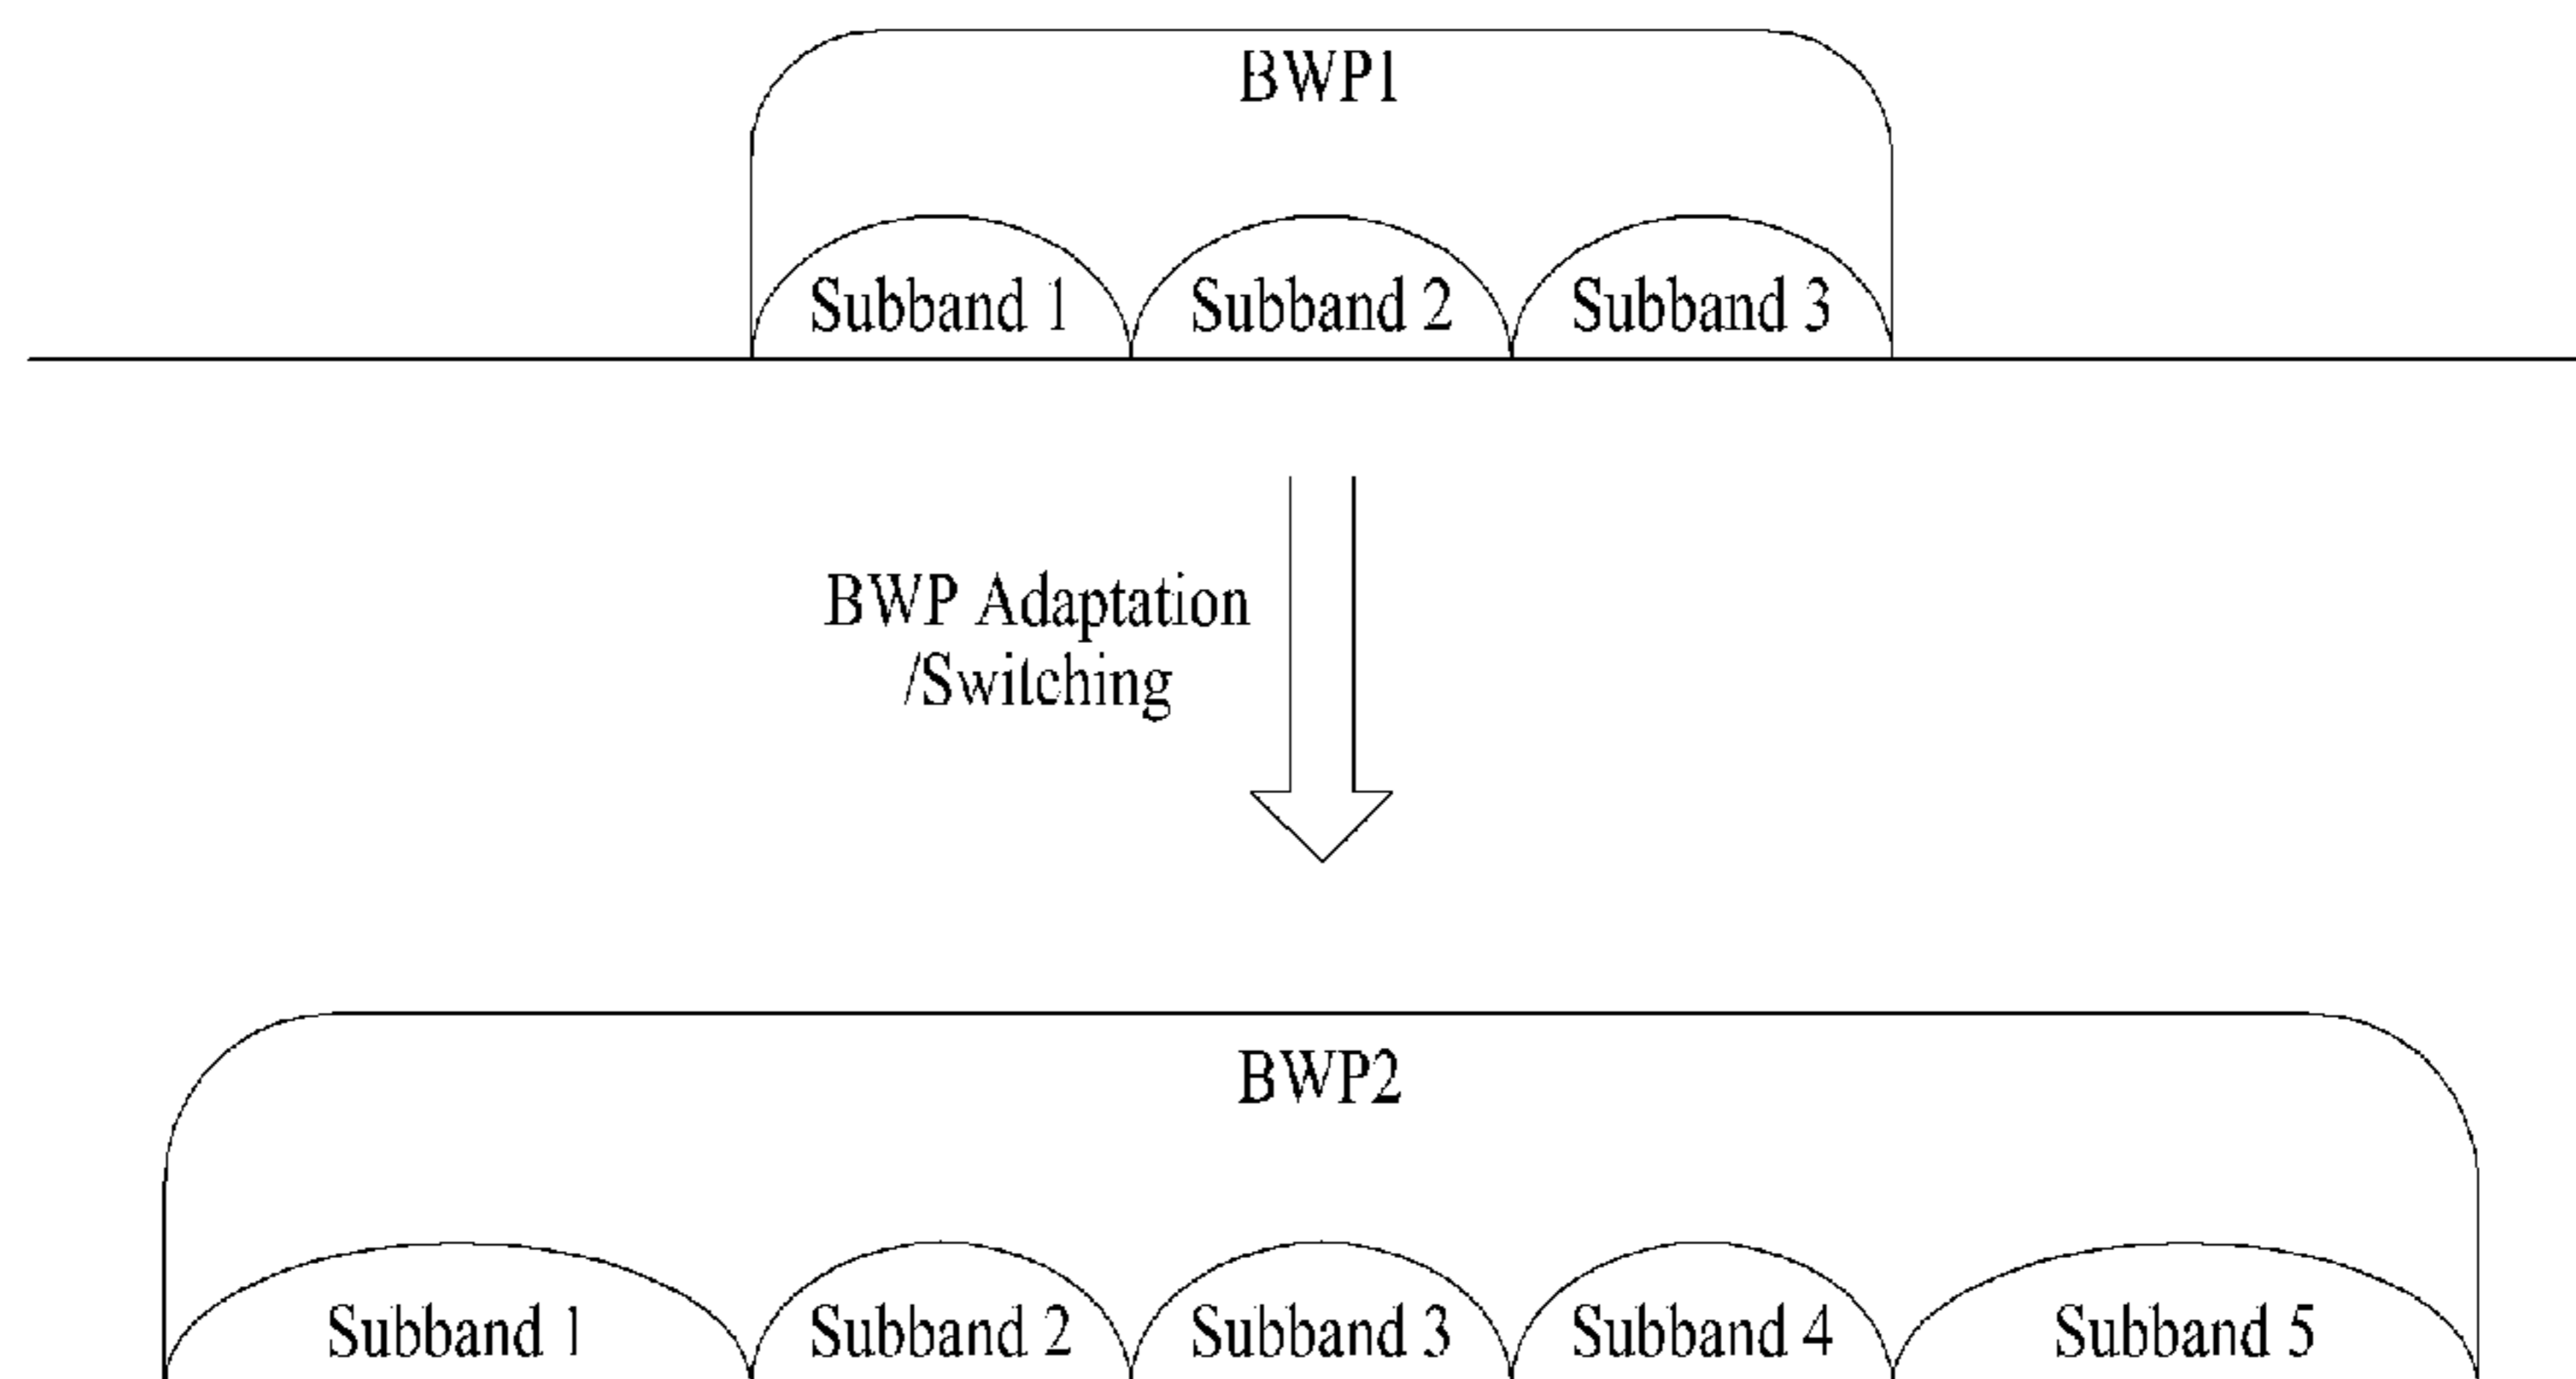 BWP1
Subband 1 Subband 2 Subband 3
BWP Adaptation
/Switching
BWP2
Subband 1 Subband 2 Subband 3 Subband 4 Subband 5